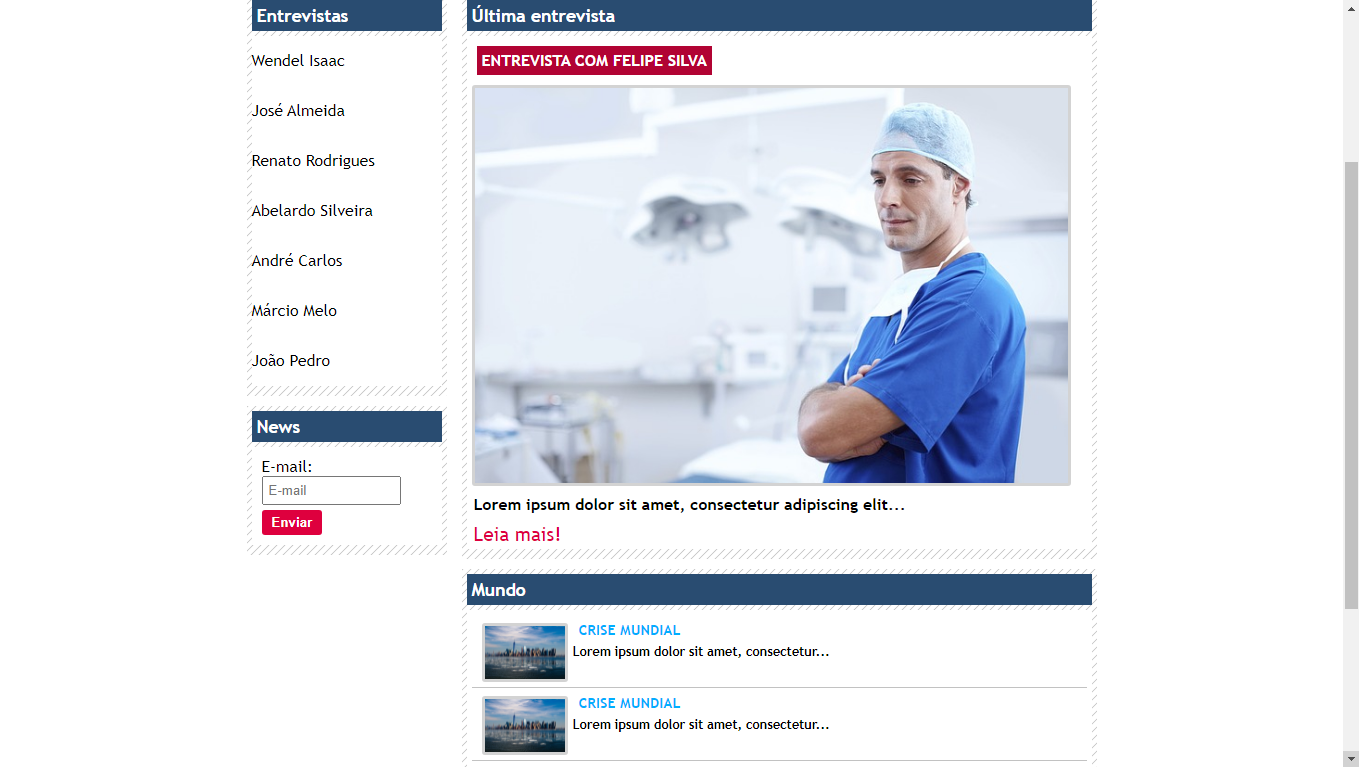 Entrevistas
Wendel Isaac
José Almeida
Renato Rodrigues
Abelardo Silveira
André Carlos
Márcio Melo
João Pedro
News
E-mail:
E-mail
Enviar
Última entrevista
ENTREVISTA COM FELIPE SILVA
Lorem ipsum dolor sit amet, consectetur adipiscing elit...
Leia mais!
Mundo
CRISE MUNDIAL
Lorem ipsum dolor sit amet, consectetur...
CRISE MUNDIAL
Lorem ipsum dolor sit amet, consectetur...